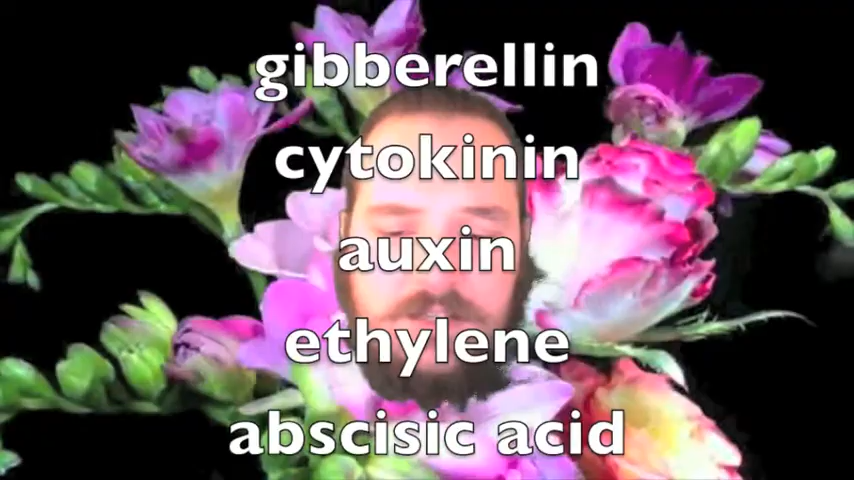 gibberellin
cytokinin
auxin
ethylene
abscisic acid